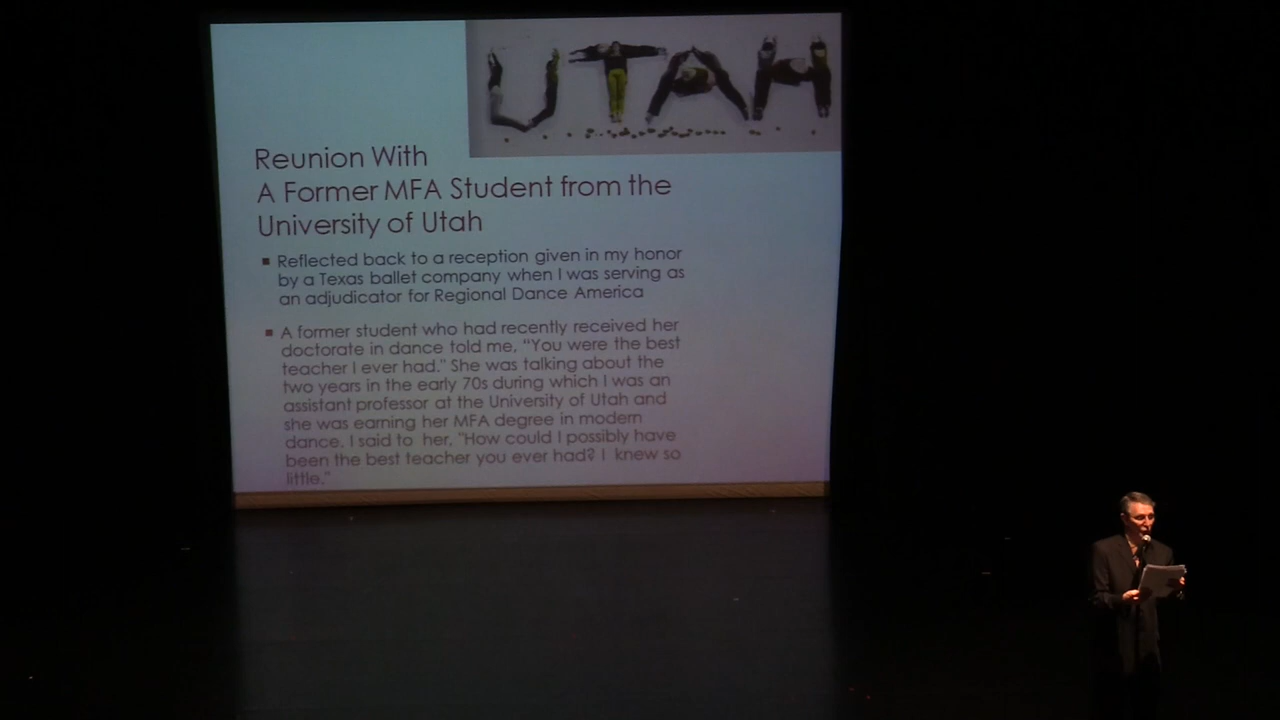 UTAH
Reunion With
A Former MFA Student from the
University of Utah
▪ Reflected back to a reception given in my honor
by a Texas ballet company when I was serving as
an adjudicator for Regional Dance America
▪ A former student who had recently received her
doctorate in dance told me, “You were the best
teacher I ever had." She was talking about the
two years in the early 70s during which I was an
assistant professor at the University of Utah and
she was earning her MFA degree in modern
dance. I said to her, "How could I possibly have
been the best teacher you ever had? I knew so
little."